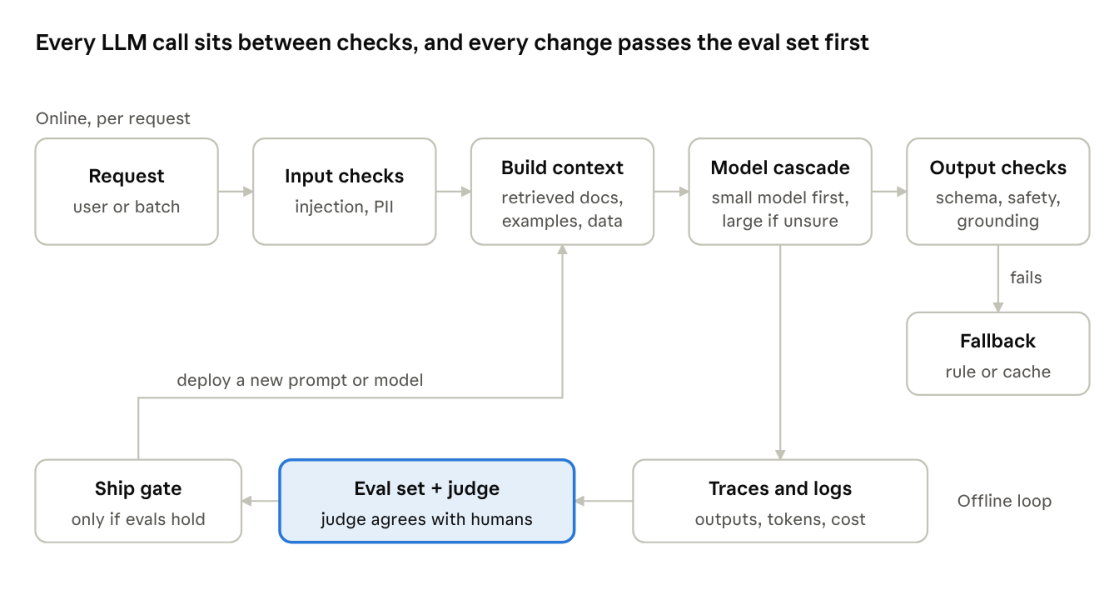 Every LLM call sits between checks, and every change passes the eval set first
Online, per request
Request
user or batch
Input checks
injection, PII
Build context
retrieved docs,
examples, data
Model cascade
small model first,
large if unsure
Output checks
schema, safety,
grounding
fails
Fallback
rule or cache
deploy a new prompt or model
Ship gate
only if evals hold
Eval set + judge
judge agrees with humans
Traces and logs
outputs, tokens, cost
Offline loop